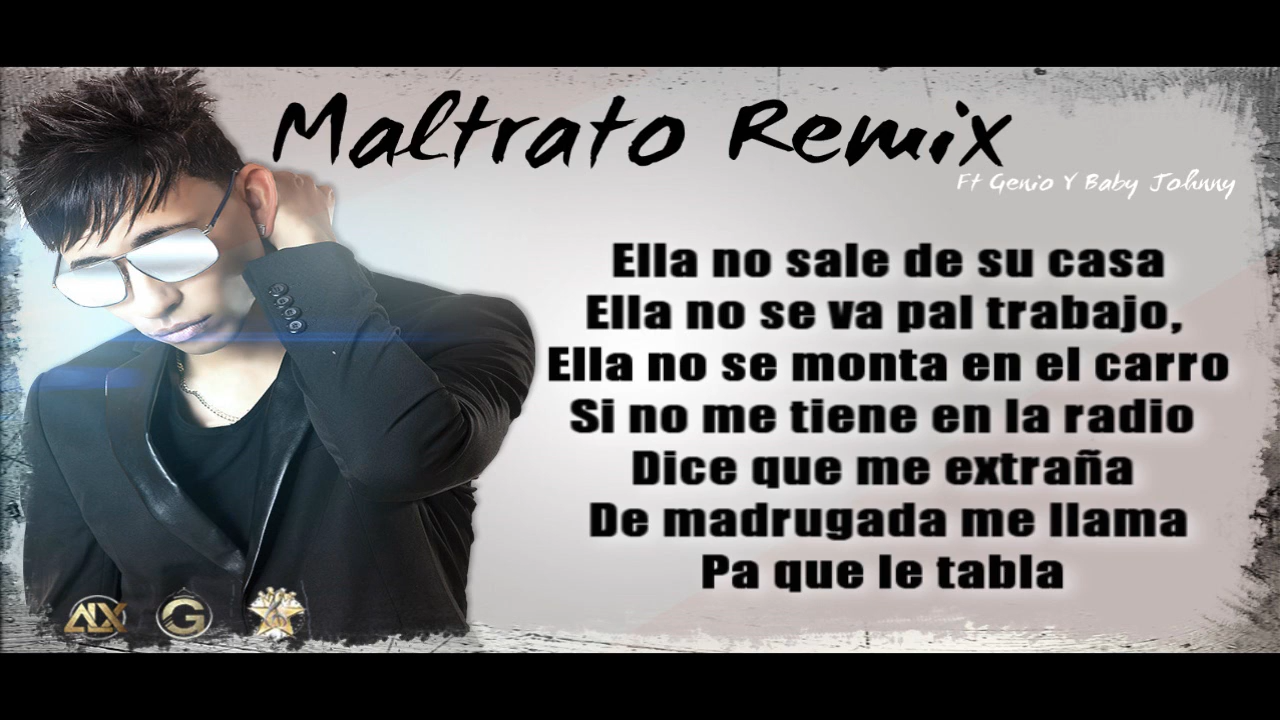 Maltrato Remix
Ft Genio Y Baby Johnny
Ella no sale de su casa
Ella no se va pal trabajo,
Ella no se monta en el carro
Si no me tiene en la radio
Dice que me extraña
De madrugada me llama
Pa que le tabla
ALX G